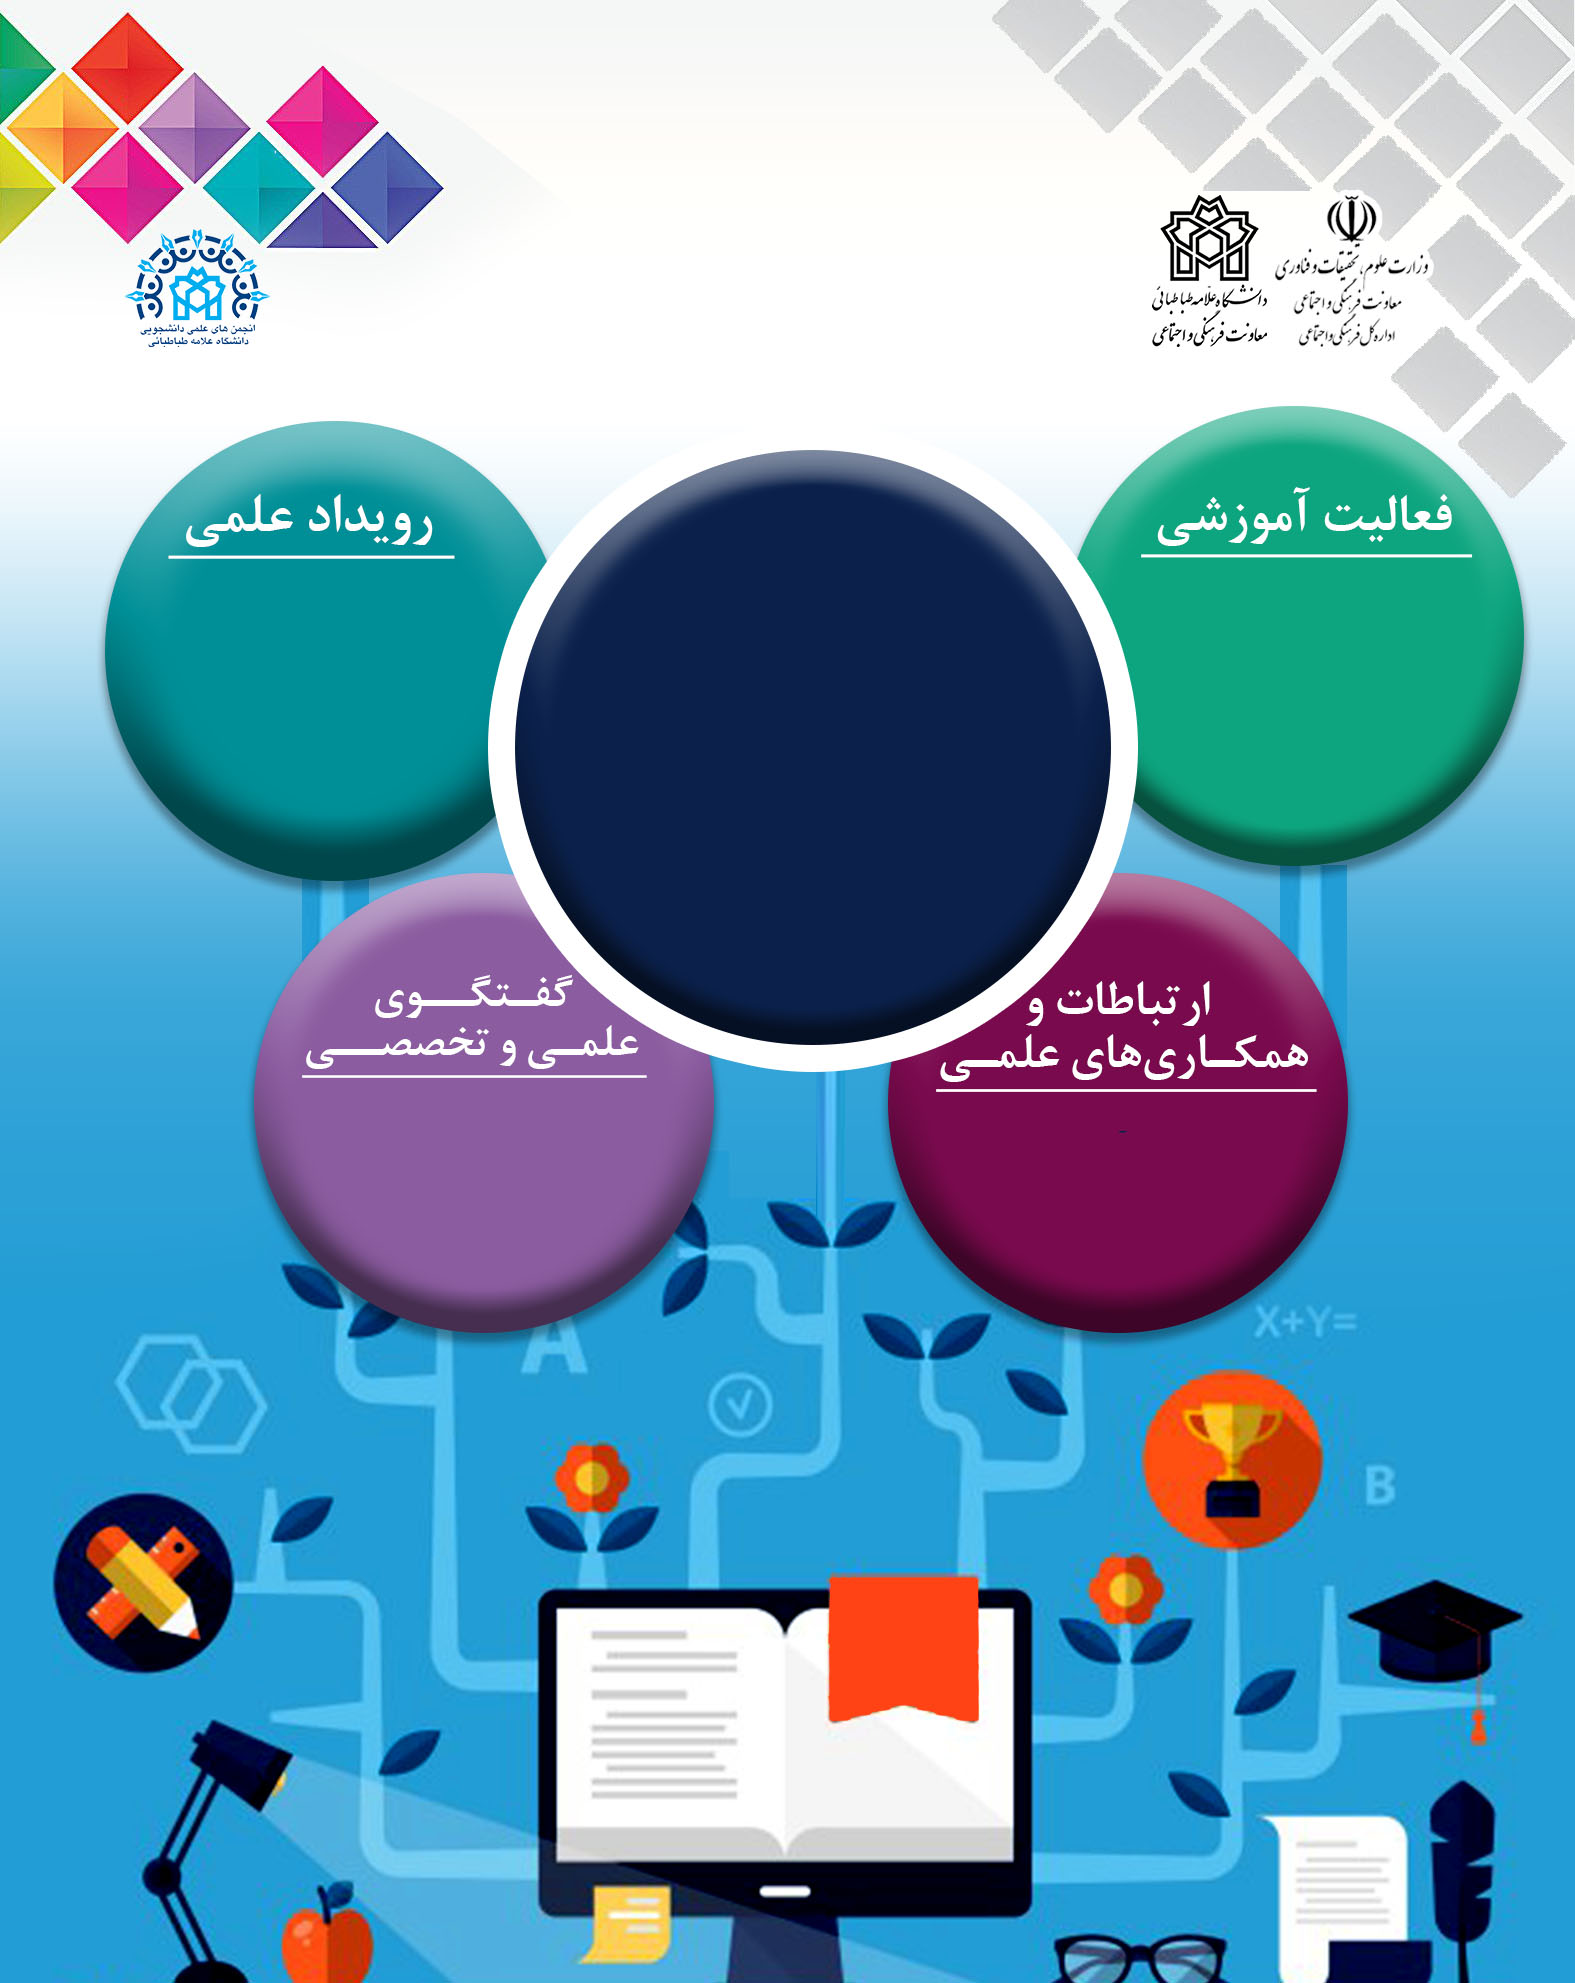 وزارت علوم، تحقیقات و فناوری
معاونت فرهنگی و اجتماعی
اداره کل فرهنگی و اجتماعی
دانشگاه علامه طباطبائی
معاونت فرهنگی و اجتماعی
انجمن های علمی دانشجویی
دانشگاه علامه طباطبائی
فعالیت آموزشی
رویداد علمی
ارتباطات و
همکاری‌های علمی
گفتگوی
علمی و تخصصی
A
X+Y=
B